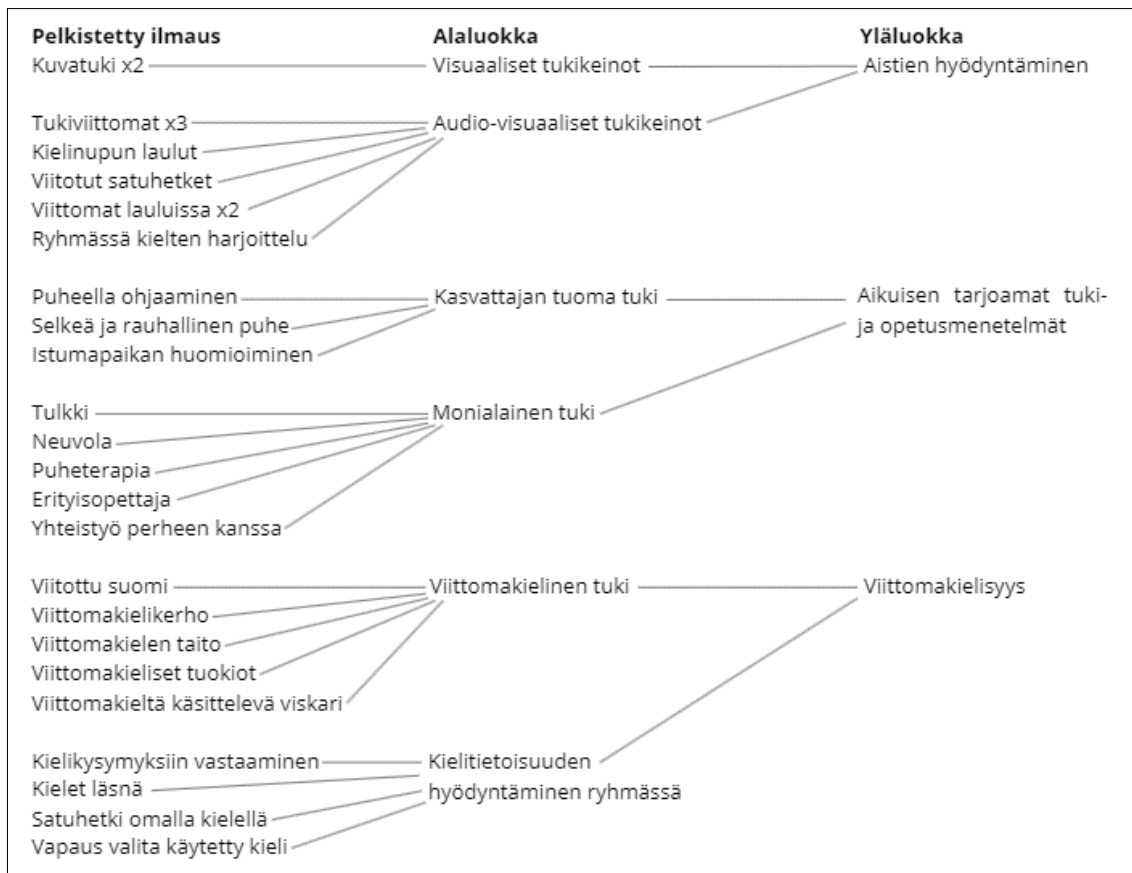 Pelkistetty ilmaus Alaluokka Yläluokka
Kuvatuki x2 Visuaaliset tukikeinot Aistien hyödyntäminen
Tukiviittomat x3 Audio-visuaaliset tukikeinot
Kielinupun laulut
Viitotut satuhetket
Viittomat lauluissa x2
Ryhmässä kielten harjoittelu
Puheella ohjaaminen Kasvattajan tuoma tuki Aikuisen tarjoamat tuki-
Selkeä ja rauhallinen puhe ja opetusmenetelmät
Istumapaikan huomioiminen
Tulkki Monialainen tuki
Neuvola
Puheterapia
Erityisopettaja
Yhteistyö perheen kanssa
Viitottu suomi Viittomakielinen tuki Viittomakielisyys
Viittomakielikerho
Viittomakielen taito
Viittomakieliset tuokiot
Viittomakieltä käsittelevä viskari
Kielikysymyksiin vastaaminen Kielitietoisuuden
Kielet läsnä hyödyntäminen ryhmässä
Satuhetki omalla kielellä
Vapaus valita käytetty kieli